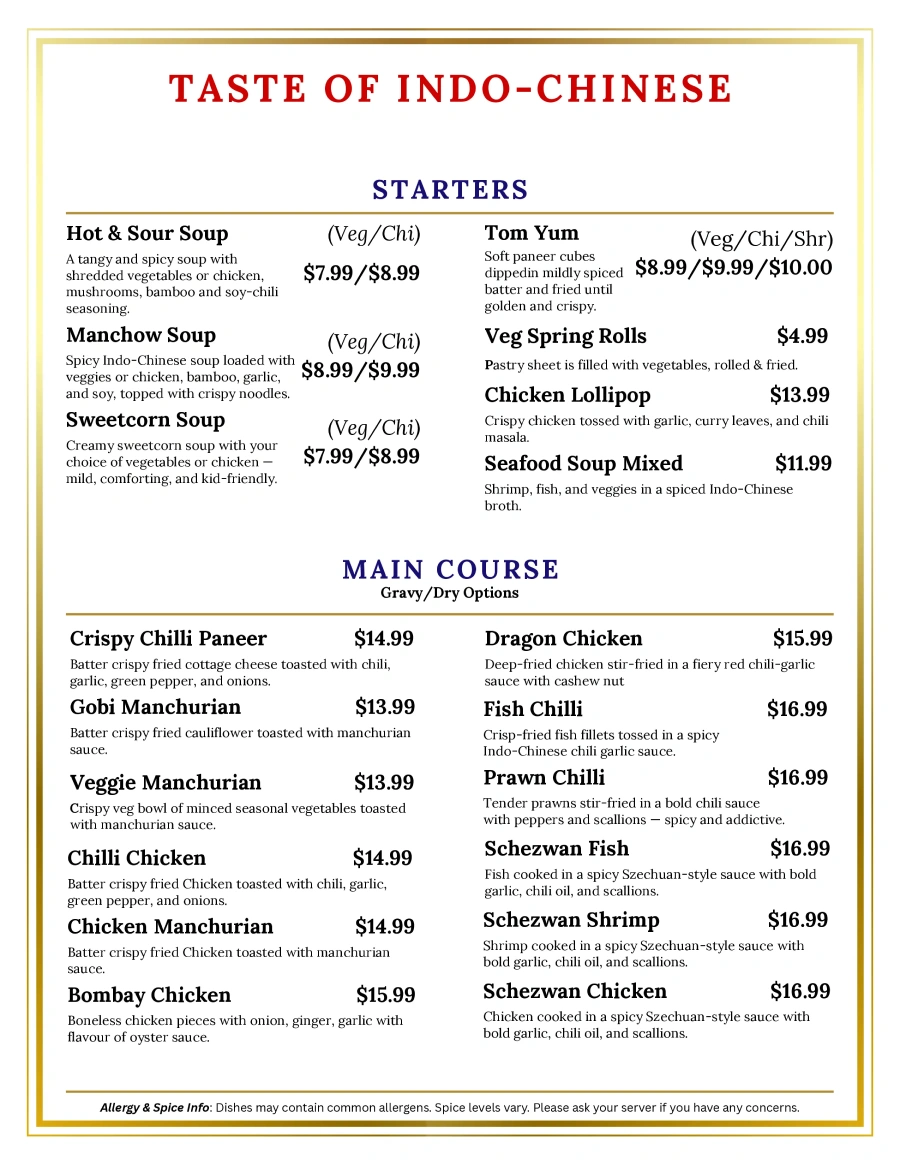 TASTE OF INDO-CHINESE
STARTERS
Hot & Sour Soup (Veg/Chi)
A tangy and spicy soup with
shredded vegetables or chicken,
mushrooms, bamboo and soy-chili
seasoning.
$7.99/$8.99
Manchow Soup (Veg/Chi)
Spicy Indo-Chinese soup loaded with
veggies or chicken, bamboo, garlic,
and soy, topped with crispy noodles.
$8.99/$9.99
Sweetcorn Soup (Veg/Chi)
Creamy sweetcorn soup with your
choice of vegetables or chicken —
mild, comforting, and kid-friendly.
$7.99/$8.99
Tom Yum (Veg/Chi/Shr)
Soft paneer cubes
dippedin mildly spiced
batter and fried until
golden and crispy.
$8.99/$9.99/$10.00
Veg Spring Rolls $4.99
Pastry sheet is filled with vegetables, rolled & fried.
Chicken Lollipop $13.99
Crispy chicken tossed with garlic, curry leaves, and chili
masala.
Seafood Soup Mixed $11.99
Shrimp, fish, and veggies in a spiced Indo-Chinese
broth.
MAIN COURSE
Gravy/Dry Options
Crispy Chilli Paneer $14.99
Batter crispy fried cottage cheese toasted with chili,
garlic, green pepper, and onions.
Gobi Manchurian $13.99
Batter crispy fried cauliflower toasted with manchurian
sauce.
Veggie Manchurian $13.99
Crispy veg bowl of minced seasonal vegetables toasted
with manchurian sauce.
Chilli Chicken $14.99
Batter crispy fried Chicken toasted with chili, garlic,
green pepper, and onions.
Chicken Manchurian $14.99
Batter crispy fried Chicken toasted with manchurian
sauce.
Bombay Chicken $15.99
Boneless chicken pieces with onion, ginger, garlic with
flavour of oyster sauce.
Dragon Chicken $15.99
Deep-fried chicken stir-fried in a fiery red chili-garlic
sauce with cashew nut
Fish Chilli $16.99
Crisp-fried fish fillets tossed in a spicy
Indo-Chinese chili garlic sauce.
Prawn Chilli $16.99
Tender prawns stir-fried in a bold chili sauce
with peppers and scallions — spicy and addictive.
Schezwan Fish $16.99
Fish cooked in a spicy Szechuan-style sauce with bold
garlic, chili oil, and scallions.
Schezwan Shrimp $16.99
Shrimp cooked in a spicy Szechuan-style sauce with
bold garlic, chili oil, and scallions.
Schezwan Chicken $16.99
Chicken cooked in a spicy Szechuan-style sauce with
bold garlic, chili oil, and scallions.
Allergy & Spice Info: Dishes may contain common allergens. Spice levels vary. Please ask your server if you have any concerns.